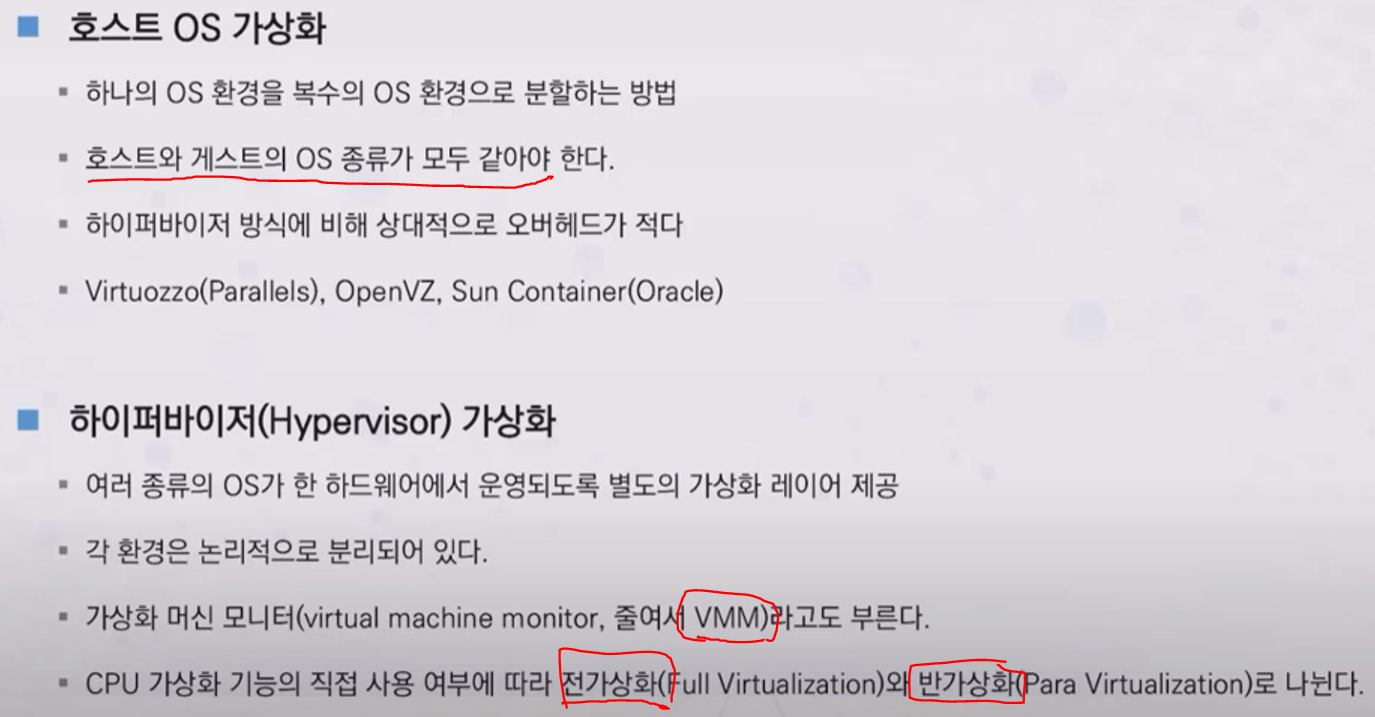 호스트 OS 가상화
하나의 OS 환경을 복수의 OS 환경으로 분할하는 방법
호스트와 게스트의 OS 종류가 모두 같아야 한다.
하이퍼바이저 방식에 비해 상대적으로 오버헤드가 적다
Virtuozzo(Parallels), OpenVZ, Sun Container(Oracle)
하이퍼바이저(Hypervisor) 가상화
여러 종류의 OS가 한 하드웨어에서 운영되도록 별도의 가상화 레이어 제공
각 환경은 논리적으로 분리되어 있다.
가상화 머신 모니터(virtual machine monitor, 줄여서 VMM)라고도 부른다.
CPU 가상화 기능의 직접 사용 여부에 따라 전가상화(Full Virtualization)와 반가상화(Para Virtualization)로 나뉜다.